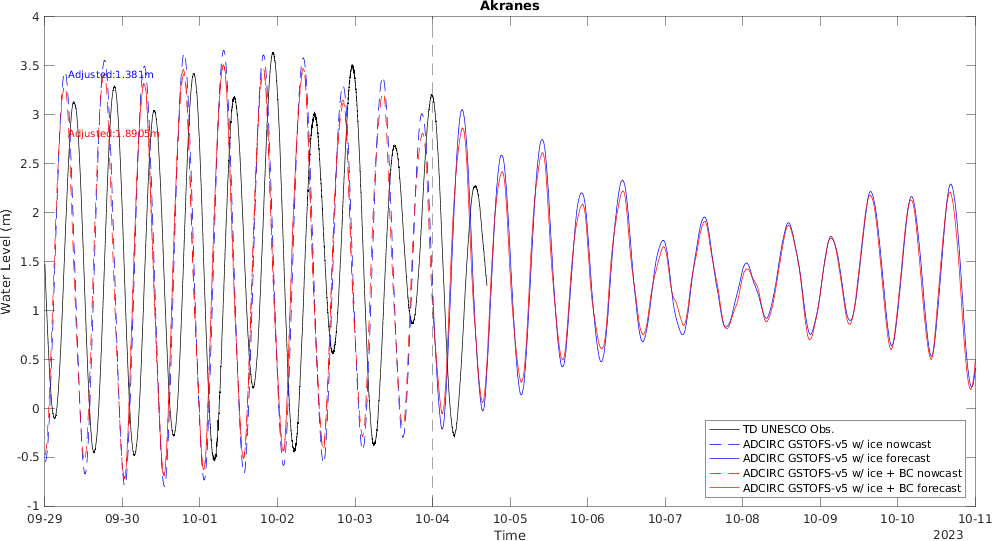 Akranes
4
3.5
3
2.5
2
1.5
1
0.5
0
-0.5
-1
Water Level (m)
Adjusted:1.381m
Adjusted:1.8905m
TD UNESCO Obs.
ADCIRC GSTOFS-v5 w/ ice nowcast
ADCIRC GSTOFS-v5 w/ ice forecast
ADCIRC GSTOFS-v5 w/ ice + BC nowcast
ADCIRC GSTOFS-v5 w/ ice + BC forecast
09-29 09-30 10-01 10-02 10-03 10-04 10-05 10-06 10-07 10-08 10-09 10-10 10-11
Time
2023